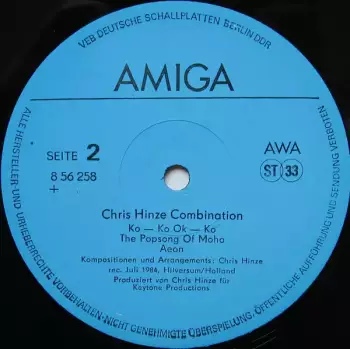 VEB DEUTSCHE SCHALLPLATTEN BERLIN DDR
AMIGA
SEITE 2
8 56 258
+
AWA
ST 33
Chris Hinze Combination
Ko — Ko Ok — Ko
The Popsong Of Moha
Aean
Kompositionen und Arrangements: Chris Hinze
rec. Juli 1984, Hilversum/Holland
Produziert von Chris Hinze für
Keytone Productions
ALLE HERSTELLER- UND URHEBERRECHTE VORBEHALTEN · NICHT GENEHMIGTE ÜBERSPIELUNG, ÖFFENTLICHE AUFFÜHRUNG UND SENDUNG VERBOTEN